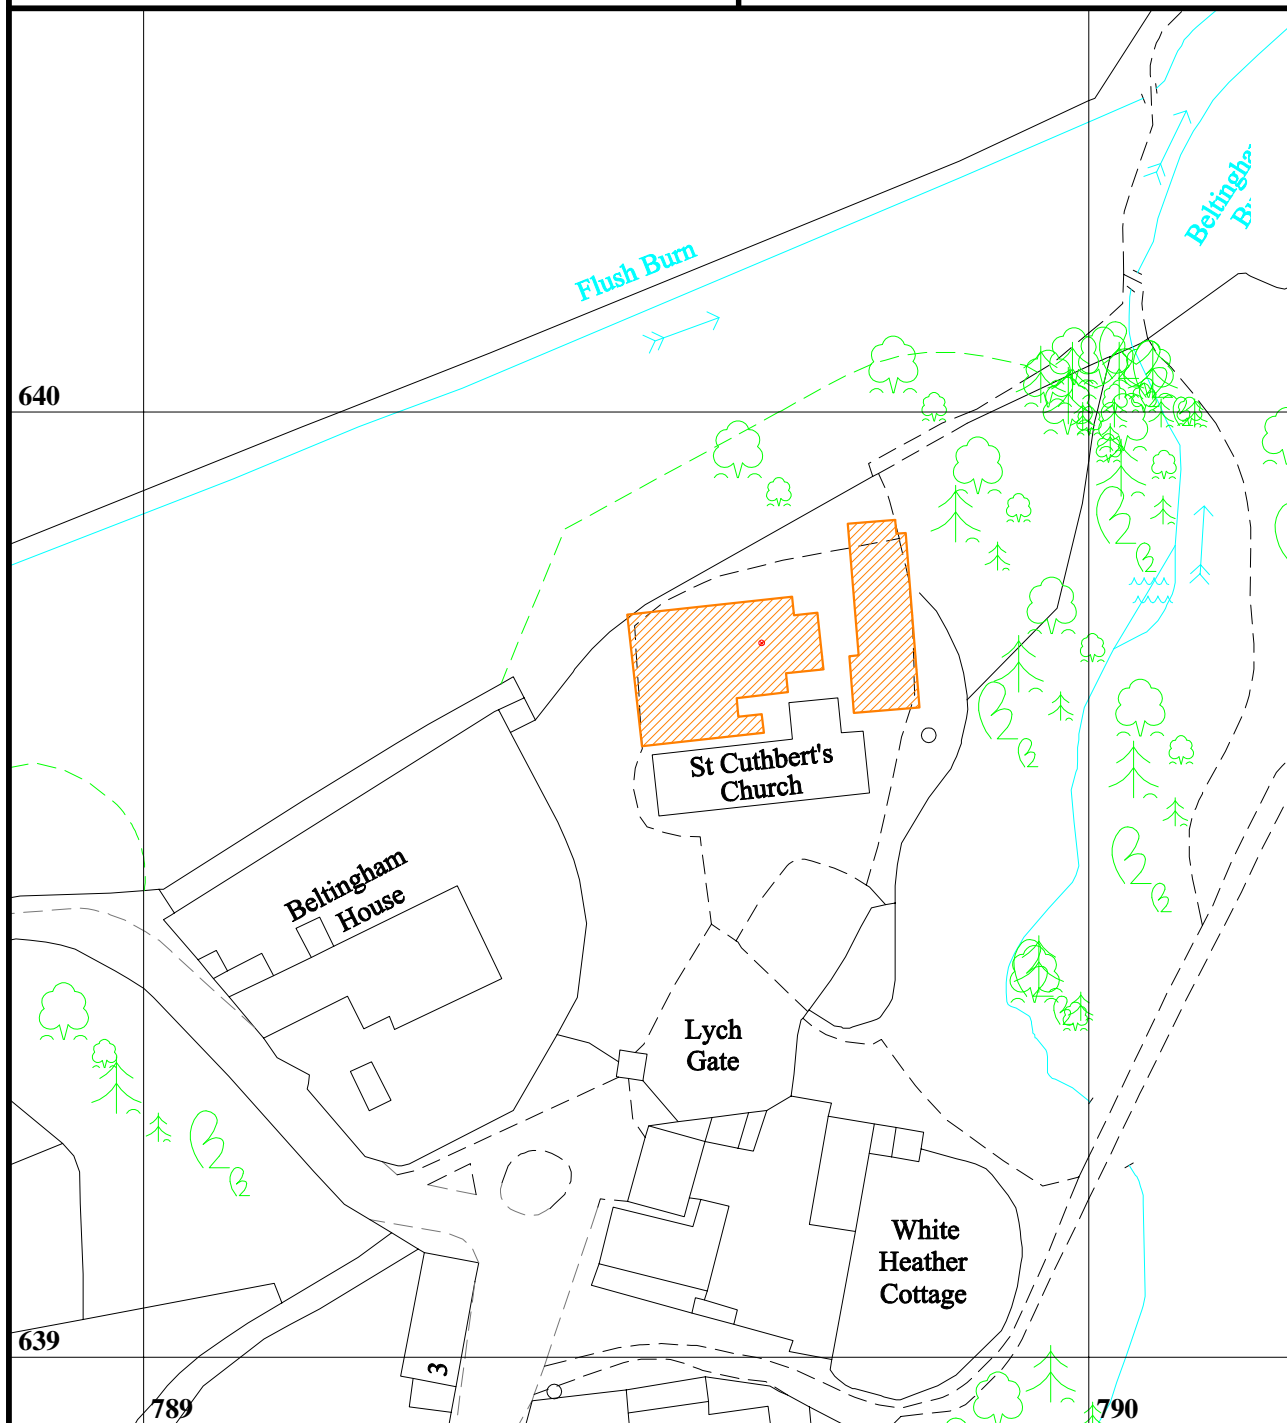 Flush Burn
640
St Cuthbert's
Church
Beltingham
House
Lych
Gate
White
Heather
Cottage
639
3
789
790